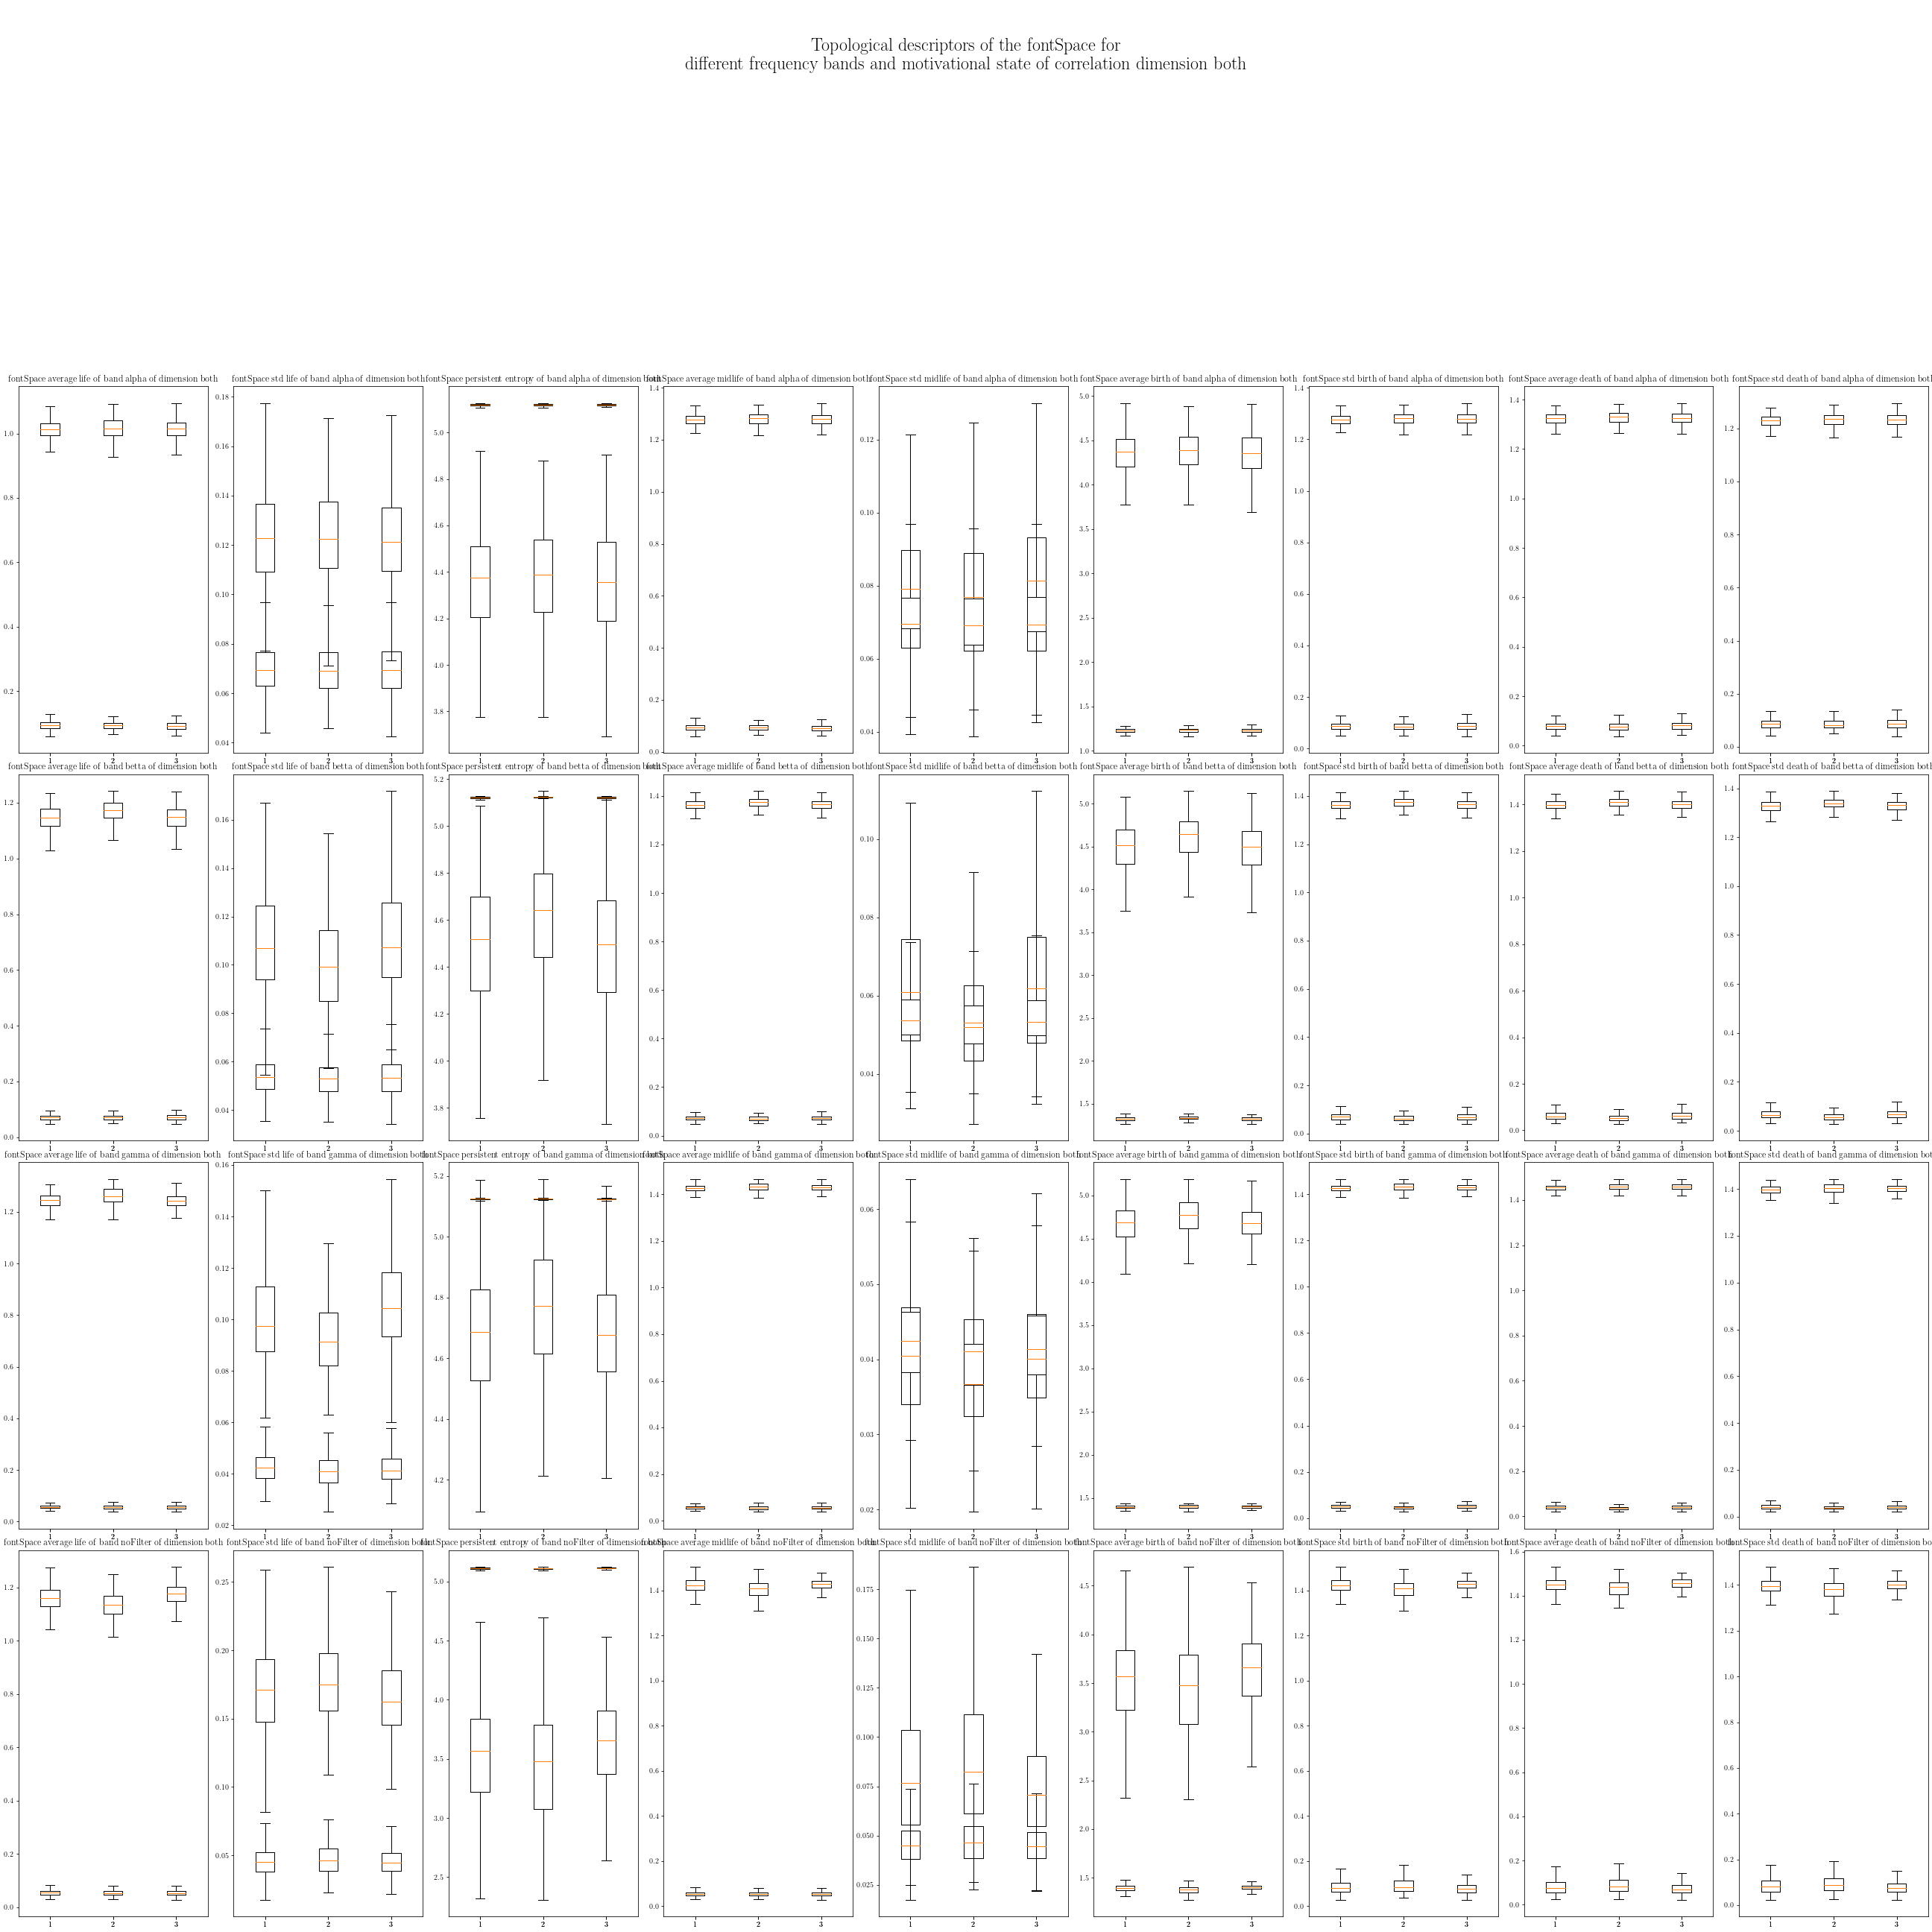 Topological descriptors of the fontSpace for
different frequency bands and motivational state of correlation dimension both
fontSpace average life of band alpha of dimension both
fontSpace std life of band alpha of dimension both
fontSpace persistent entropy of band alpha of dimension both
fontSpace average midlife of band alpha of dimension both
fontSpace std midlife of band alpha of dimension both
fontSpace average birth of band alpha of dimension both
fontSpace std birth of band alpha of dimension both
fontSpace average death of band alpha of dimension both
fontSpace std death of band alpha of dimension both
fontSpace average life of band betta of dimension both
fontSpace std life of band betta of dimension both
fontSpace persistent entropy of band betta of dimension both
fontSpace average midlife of band betta of dimension both
fontSpace std midlife of band betta of dimension both
fontSpace average birth of band betta of dimension both
fontSpace std birth of band betta of dimension both
fontSpace average death of band betta of dimension both
fontSpace std death of band betta of dimension both
fontSpace average life of band gamma of dimension both
fontSpace std life of band gamma of dimension both
fontSpace persistent entropy of band gamma of dimension both
fontSpace average midlife of band gamma of dimension both
fontSpace std midlife of band gamma of dimension both
fontSpace average birth of band gamma of dimension both
fontSpace std birth of band gamma of dimension both
fontSpace average death of band gamma of dimension both
fontSpace std death of band gamma of dimension both
fontSpace average life of band noFilter of dimension both
fontSpace std life of band noFilter of dimension both
fontSpace persistent entropy of band noFilter of dimension both
fontSpace average midlife of band noFilter of dimension both
fontSpace std midlife of band noFilter of dimension both
fontSpace average birth of band noFilter of dimension both
fontSpace std birth of band noFilter of dimension both
fontSpace average death of band noFilter of dimension both
fontSpace std death of band noFilter of dimension both